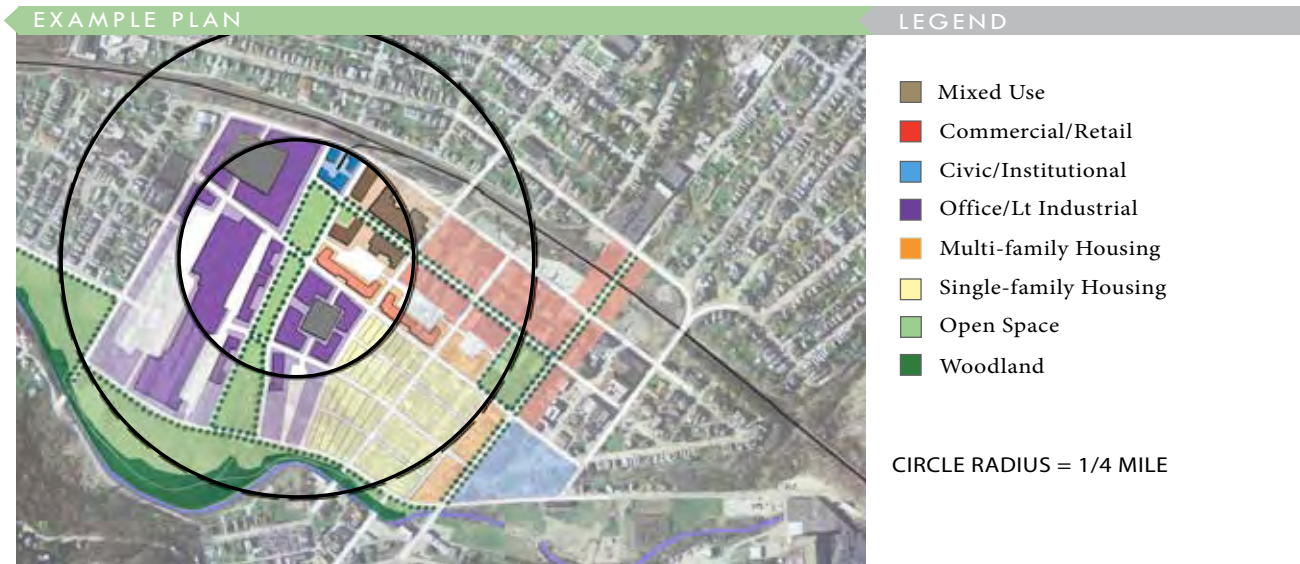 EXAMPLE PLAN
LEGEND
Mixed Use
Commercial/Retail
Civic/Institutional
Office/Lt Industrial
Multi-family Housing
Single-family Housing
Open Space
Woodland
CIRCLE RADIUS = 1/4 MILE